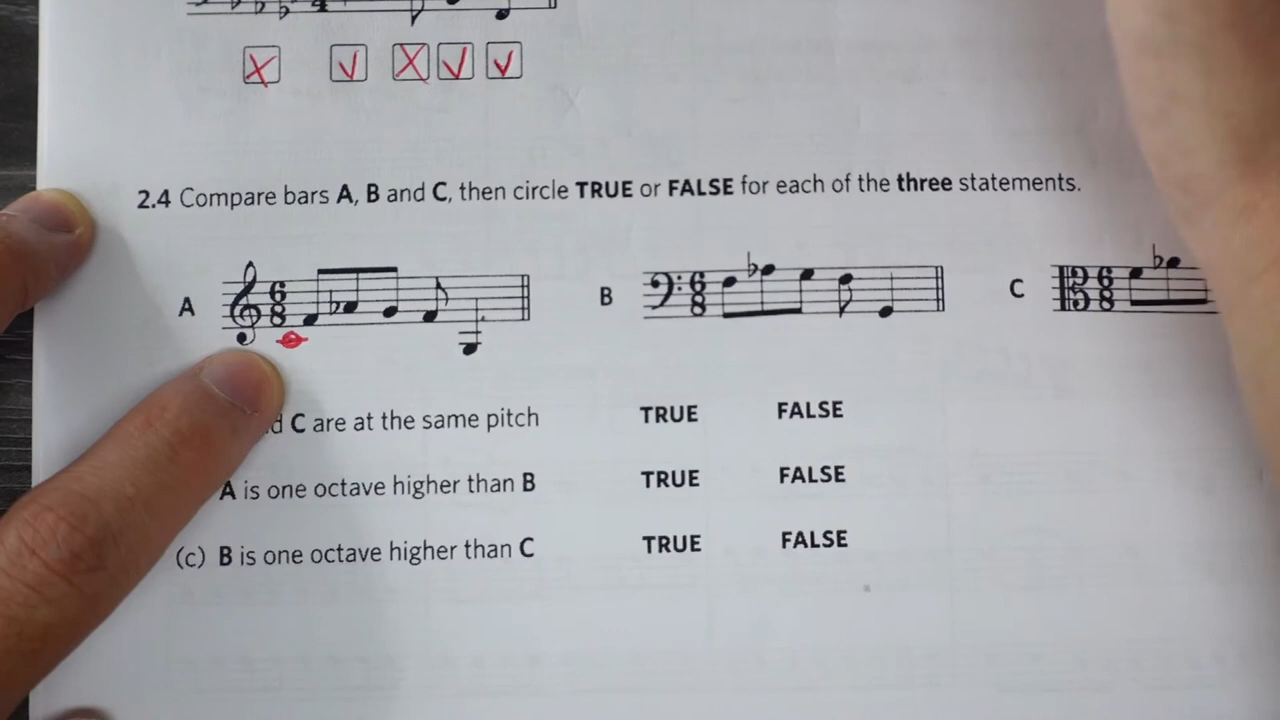 2.4 Compare bars A, B and C, then circle TRUE or FALSE for each of the three statements.
A
B
C
C are at the same pitch TRUE FALSE
A is one octave higher than B TRUE FALSE
(c) B is one octave higher than C TRUE FALSE